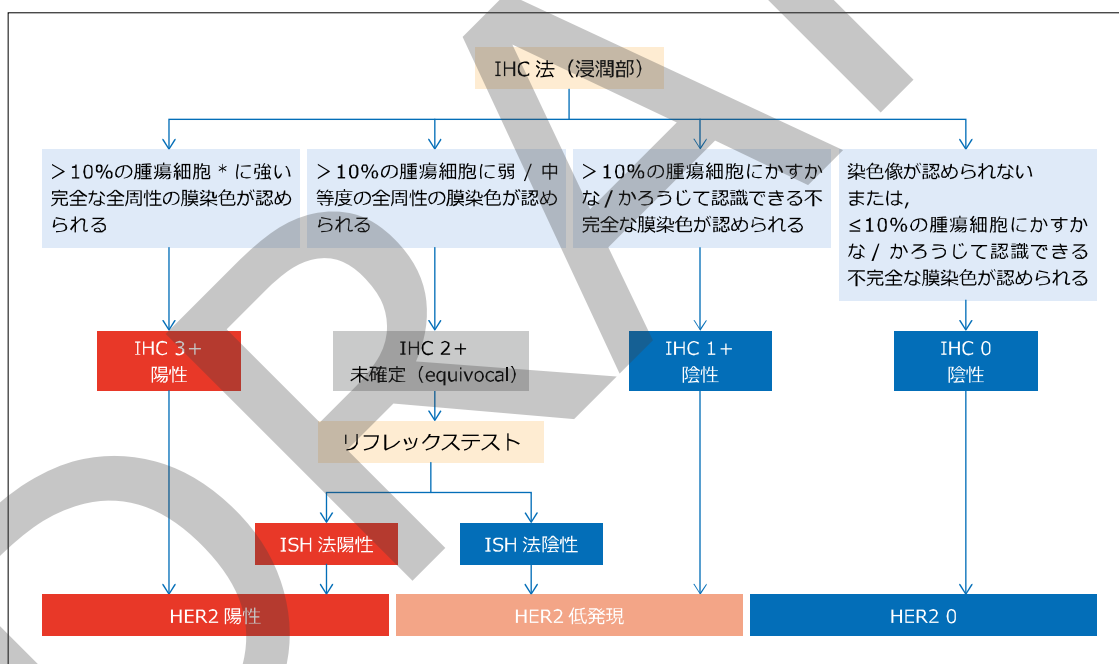 IHC 法（浸潤部）
＞10%の腫瘍細胞 * に強い
完全な全周性の膜染色が認め
られる
＞10%の腫瘍細胞に弱 / 中
等度の全周性の膜染色が認め
られる
＞10%の腫瘍細胞にかすか
な / かろうじて認識できる不
完全な膜染色が認められる
染色像が認められない
または,
≤10%の腫瘍細胞にかすか
な / かろうじて認識できる
不完全な膜染色が認められる
IHC 3+
陽性
IHC 2+
未確定（equivocal）
IHC 1+
陰性
IHC 0
陰性
リフレックステスト
ISH 法陽性
ISH 法陰性
HER2 陽性
HER2 低発現
HER2 0